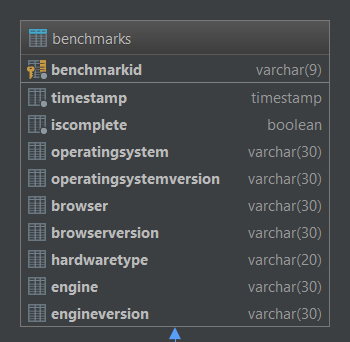 benchmarks
benchmarkid varchar(9)
timestamp timestamp
iscomplete boolean
operatingsystem varchar(30)
operatingsystemversion varchar(30)
browser varchar(30)
browserversion varchar(30)
hardwaretype varchar(20)
engine varchar(30)
engineversion varchar(30)